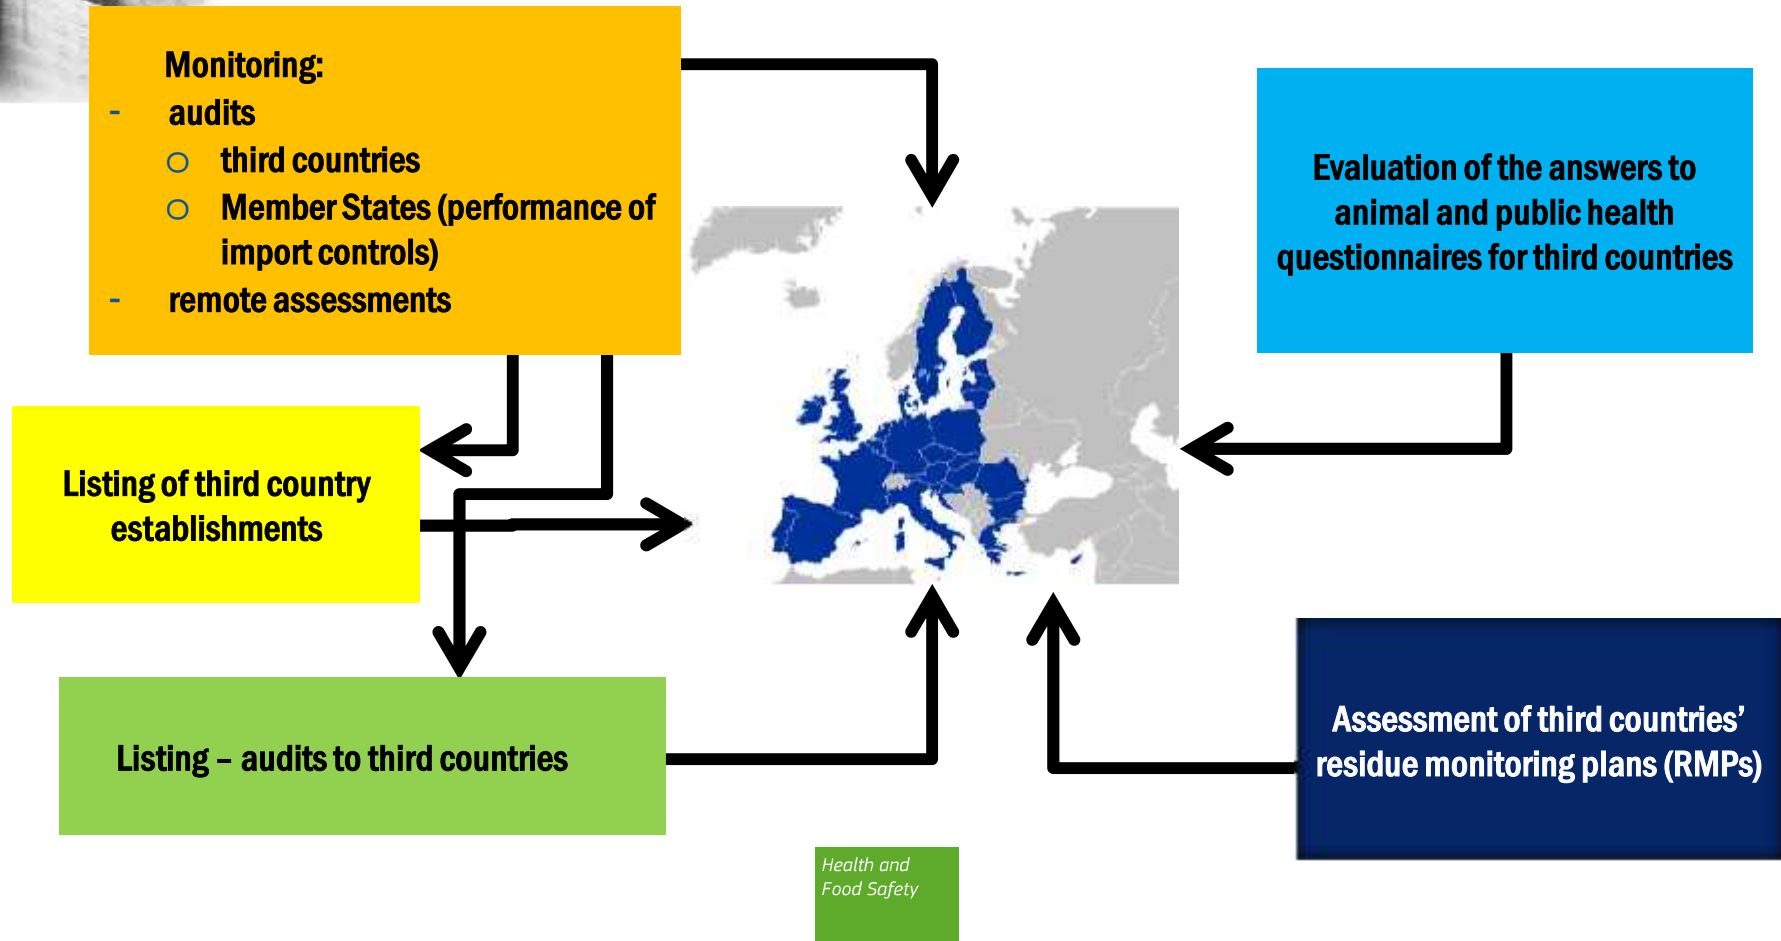 Monitoring:
- audits
o third countries
o Member States (performance of
import controls)
- remote assessments
Evaluation of the answers to
animal and public health
questionnaires for third countries
Listing of third country
establishments
Listing – audits to third countries
Assessment of third countries’
residue monitoring plans (RMPs)
Health and
Food Safety